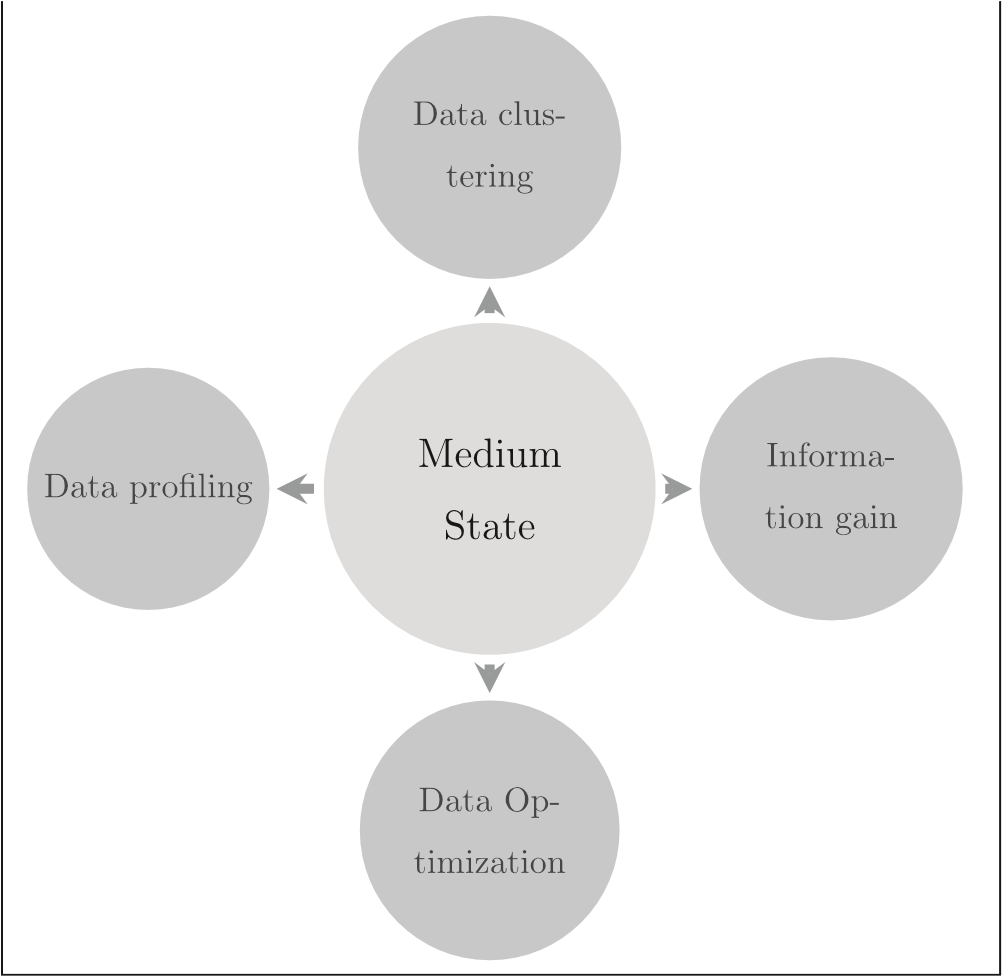 Data clus-
tering
Data profiling
Medium
State
Informa-
tion gain
Data Op-
timization